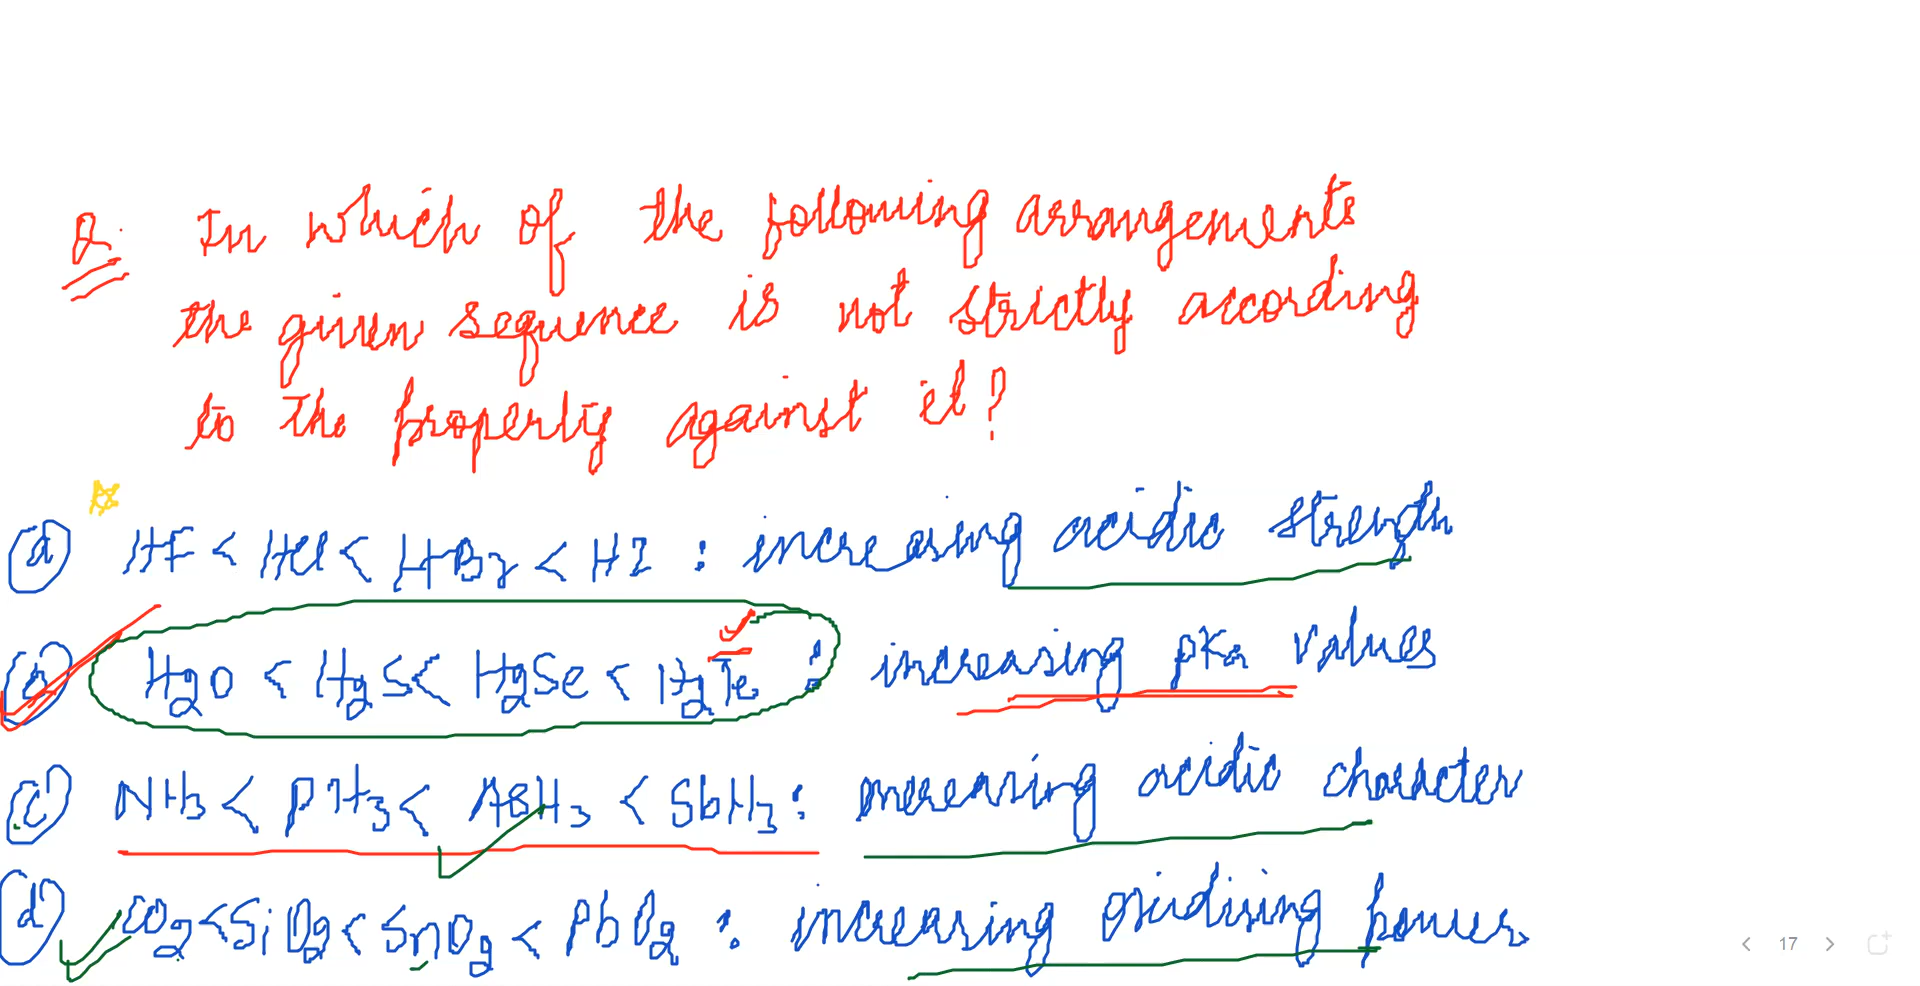 Q. In which of the following arrangements
the given sequence is not strictly according
to the property against it?
(a) HF < HCl < HBr < HI : increasing acidic strength
(b) H2O < H2S < H2Se < H2Te : increasing pKa values
(c) NH3 < PH3 < AsH3 < SbH3 : increasing acidic character
(d) CO2 < SiO2 < SnO2 < PbO2 : increasing oxidising power
17